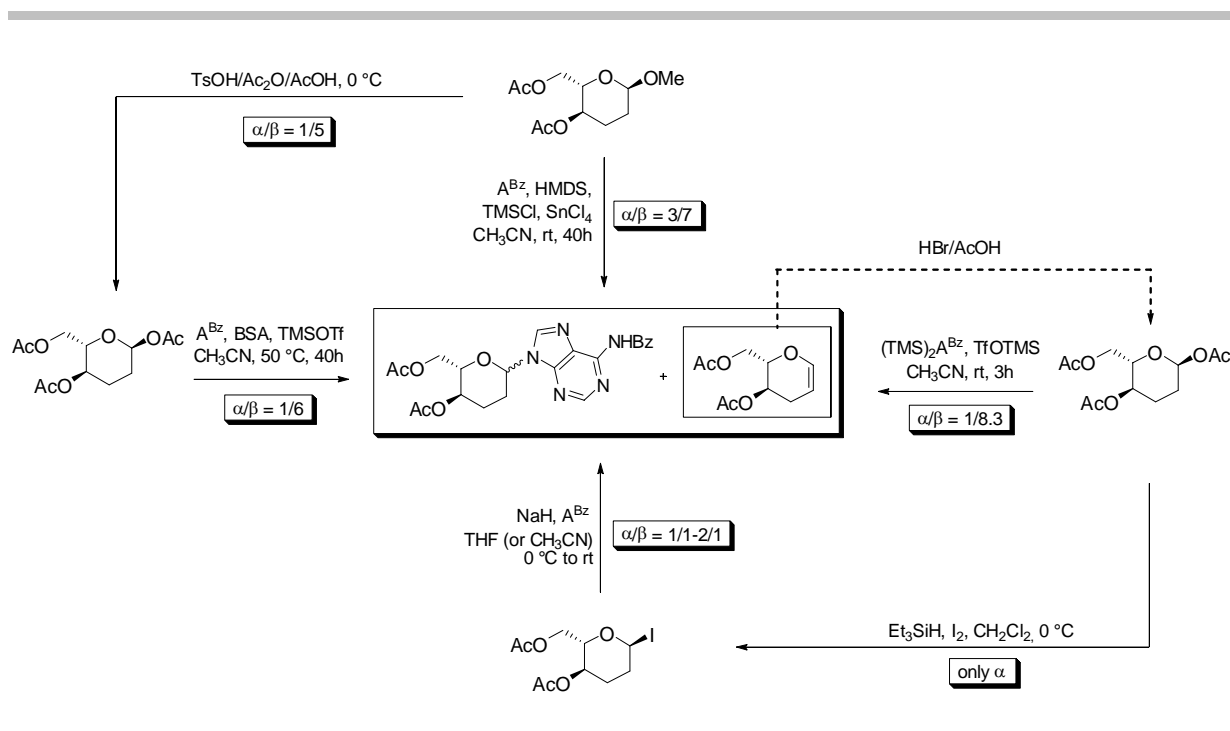 TsOH/Ac₂O/AcOH, 0 °C
α/β = 1/5
AcO
O
OMe
AcO
Aᴮᶻ, HMDS,
TMSCl, SnCl₄
CH₃CN, rt, 40h
α/β = 3/7
HBr/AcOH
AcO
O
OAc
AcO
Aᴮᶻ, BSA, TMSOTf
CH₃CN, 50 °C, 40h
α/β = 1/6
AcO
O
AcO
N
N
N
N
NHBz
+
AcO
O
AcO
(TMS)₂Aᴮᶻ, TfOTMS
CH₃CN, rt, 3h
α/β = 1/8.3
AcO
O
OAc
AcO
NaH, Aᴮᶻ
THF (or CH₃CN)
0 °C to rt
α/β = 1/1-2/1
AcO
O
I
AcO
Et₃SiH, I₂, CH₂Cl₂, 0 °C
only α